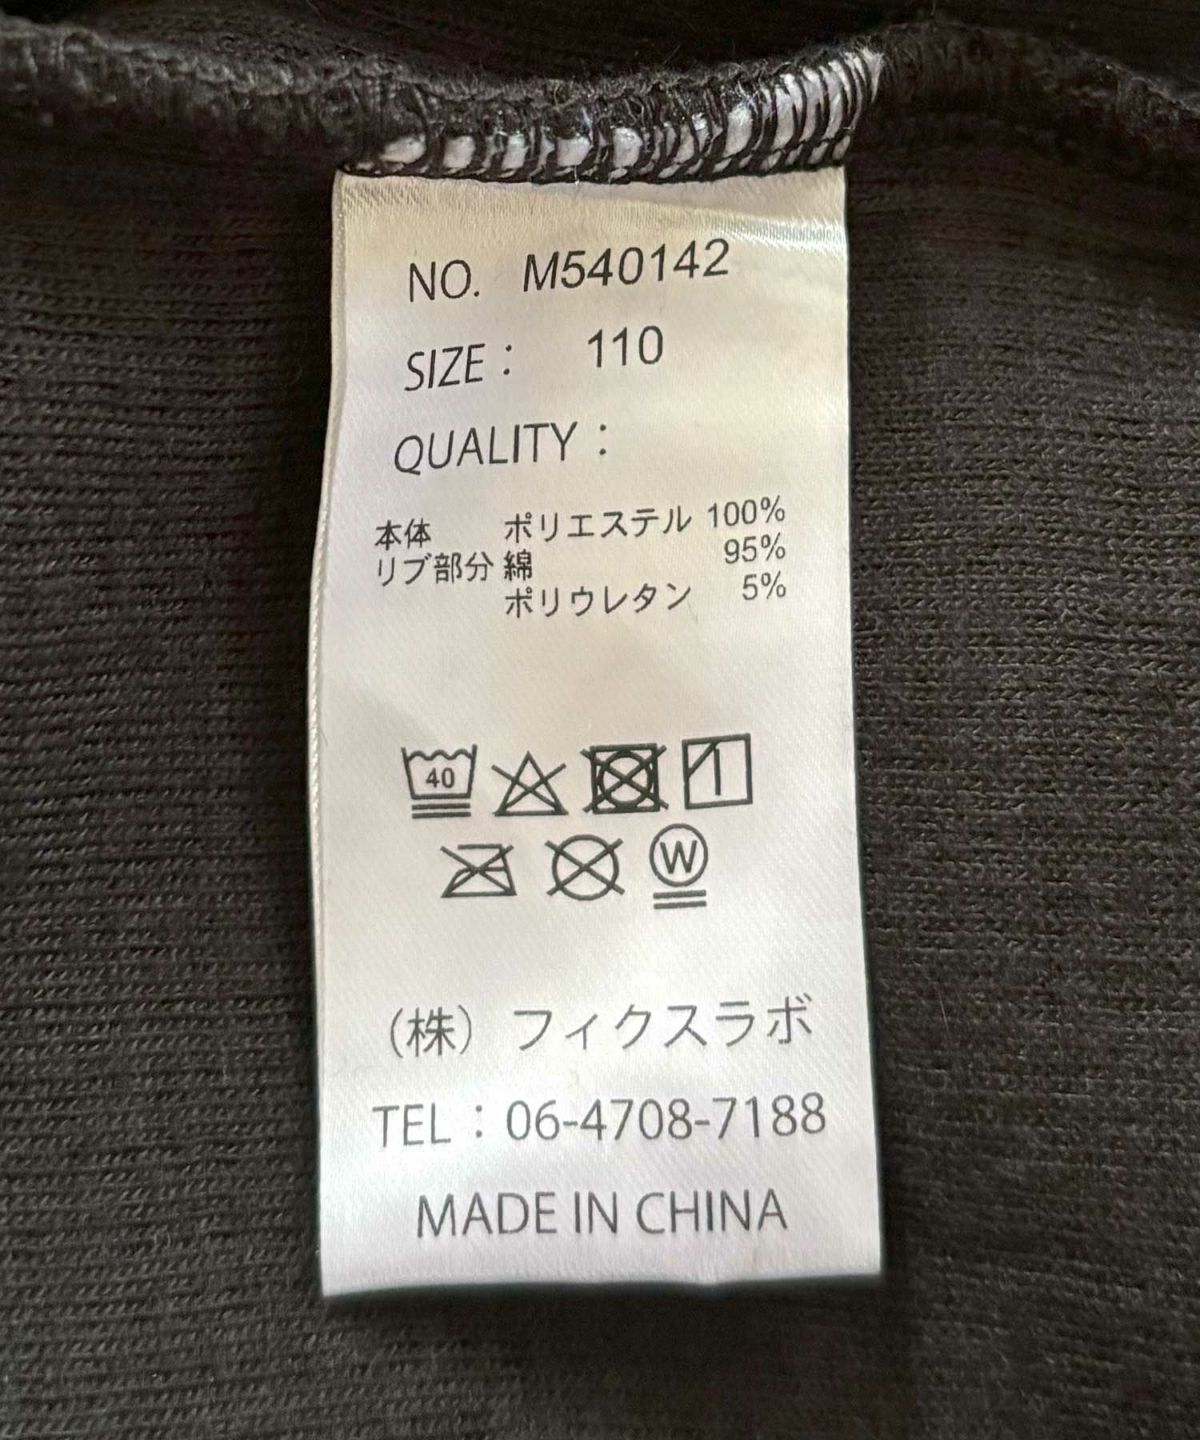 NO. M540142
SIZE : 110
QUALITY :
本体 ポリエステル 100%
リブ部分 綿 95%
ポリウレタン 5%
40
W
（株）フィクスラボ
TEL : 06-4708-7188
MADE IN CHINA